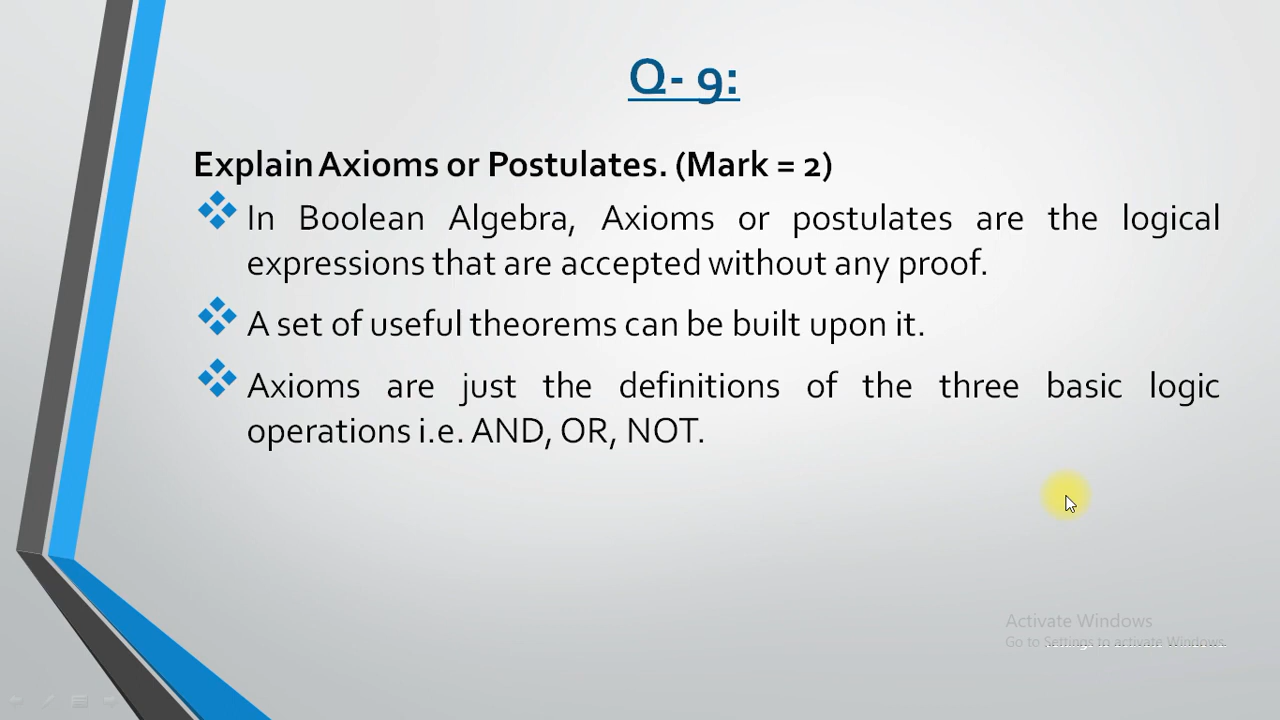 Q- 9:
Explain Axioms or Postulates. (Mark = 2)
In Boolean Algebra, Axioms or postulates are the logical
expressions that are accepted without any proof.
A set of useful theorems can be built upon it.
Axioms are just the definitions of the three basic logic
operations i.e. AND, OR, NOT.
Activate Windows
Go to Settings to activate Windows.